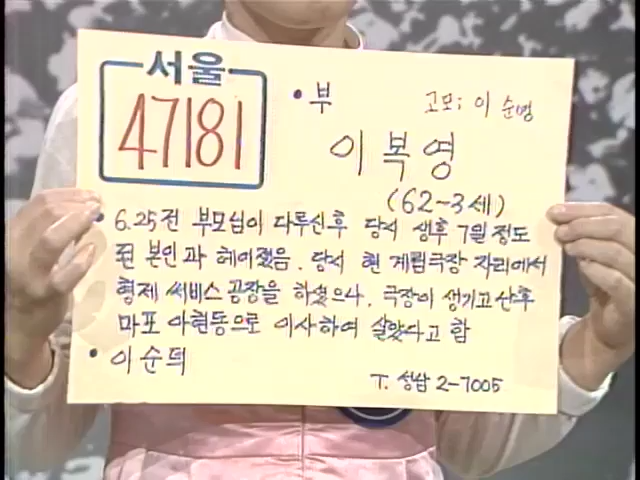 서울
47181
• 부 고모: 이 순명
이 복 영
(62-3세)
• 6.25전 부모님이 다루신후 당시 생후 7월 정도
된 본인과 헤어졌음. 당시 현 계림극장 자리에서
형제 써비스 공장을 하셨으나, 극장이 생기고 난후
마포 아현동으로 이사하여 살았다고 함
• 이순덕
T. 성남 2-7005